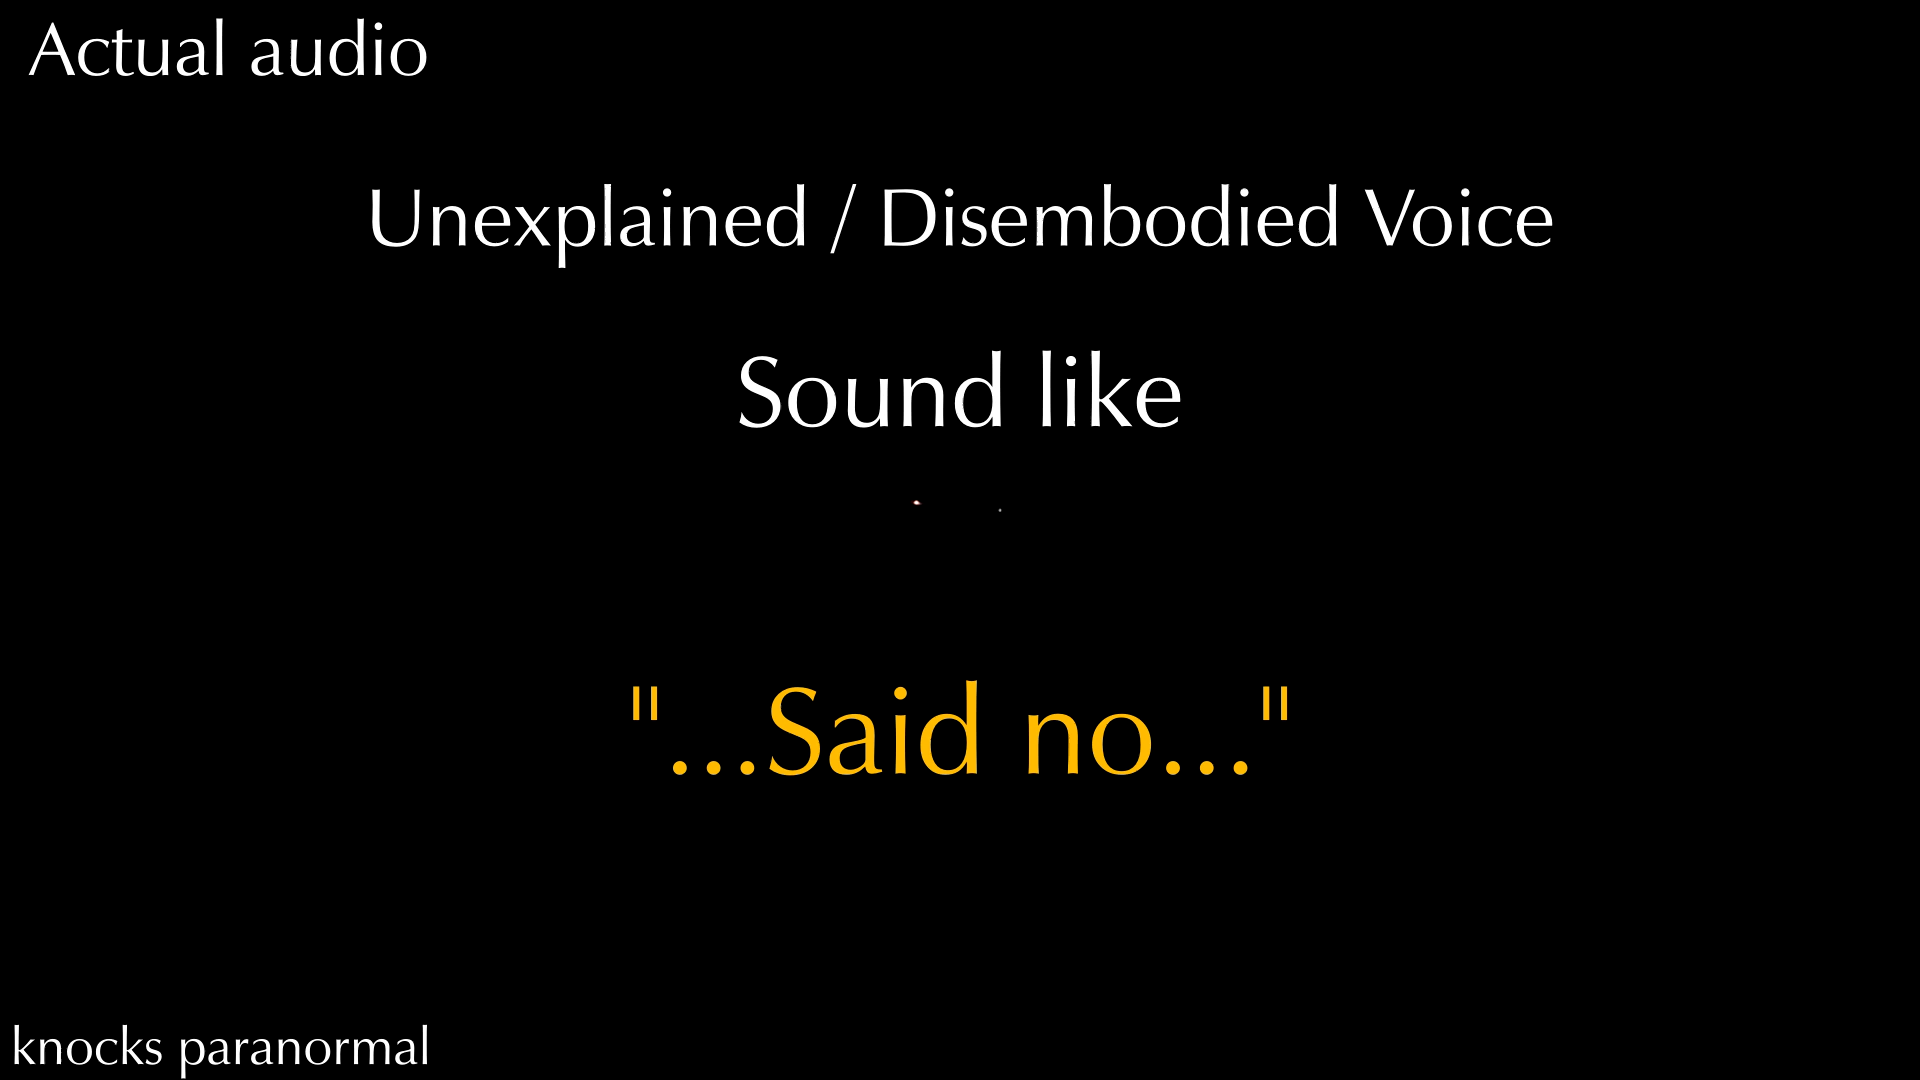 Actual audio
Unexplained / Disembodied Voice
Sound like
"...Said no..."
knocks paranormal